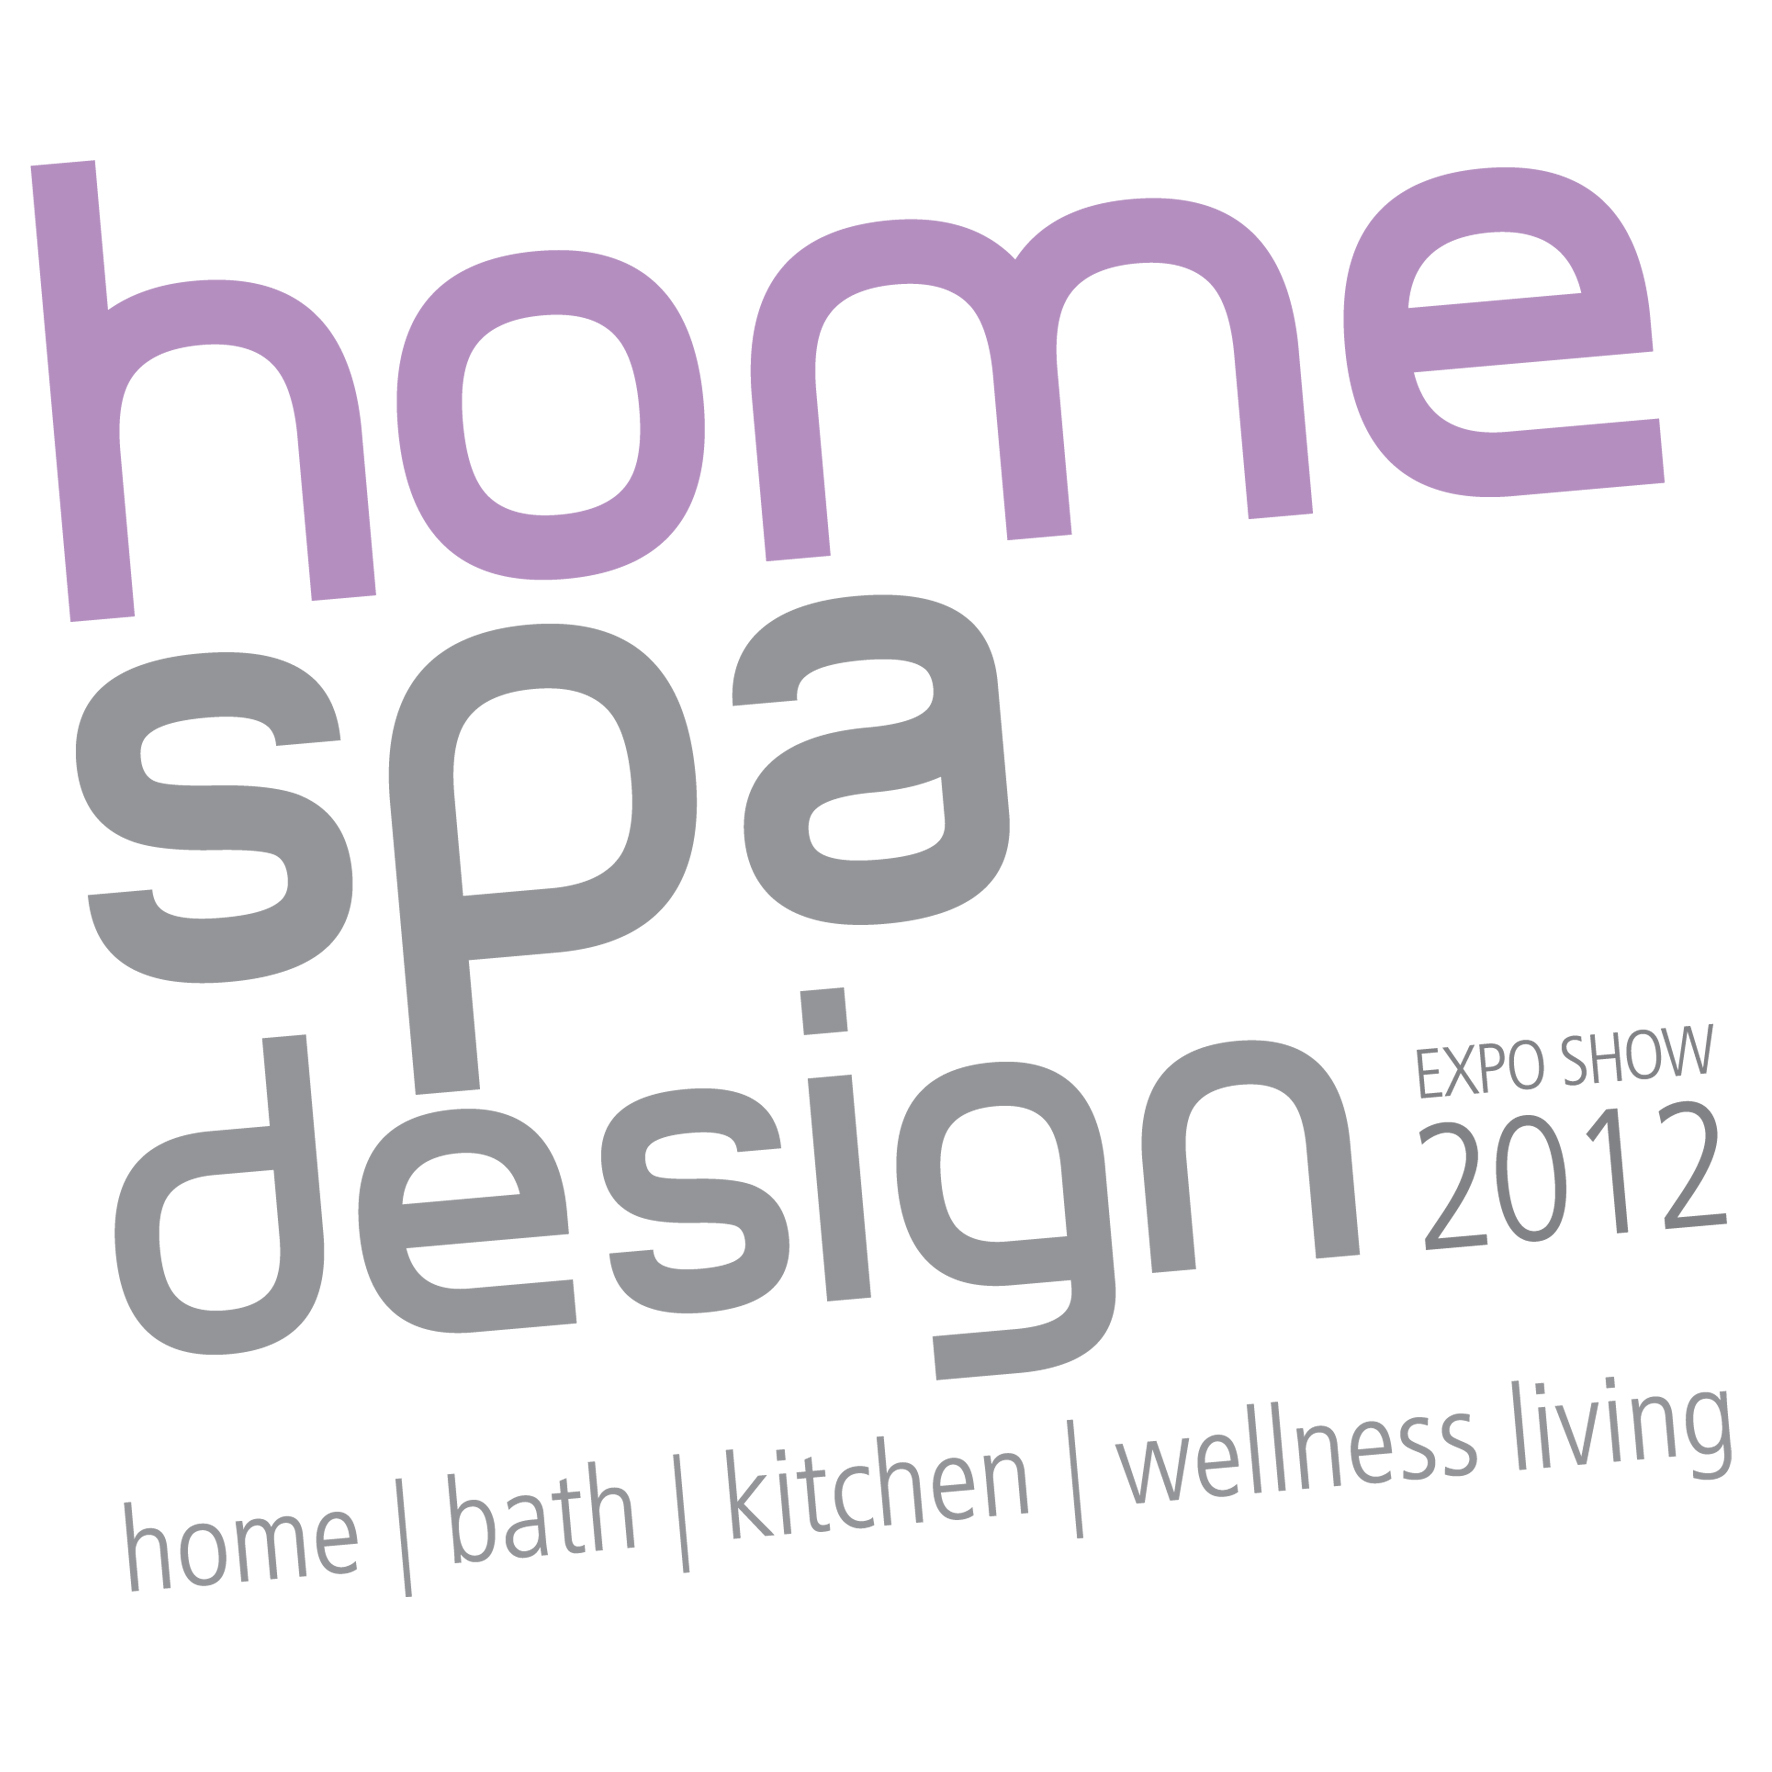 home
spa
design
EXPO SHOW
2012
home | bath | kitchen | wellness living